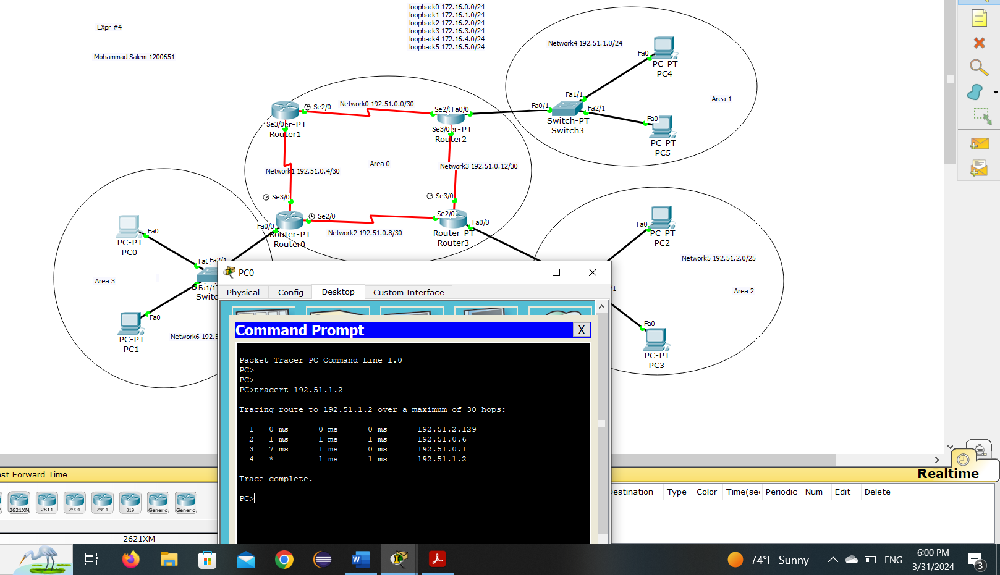 loopback0 172.16.0.0/24
loopback1 172.16.1.0/24
loopback2 172.16.2.0/24
loopback3 172.16.3.0/24
loopback4 172.16.4.0/24
loopback5 172.16.5.0/24
EXpr #4
Mohammad Salem 1200651
Network4 192.51.1.0/24
Fa0
PC-PT
PC4
Area 1
Fa1/1
Fa0/1
Fa2/1
Switch-PT
Switch3
Fa0
PC-PT
PC5
Se2/0
Network0 192.51.0.0/30
Se2/(
Fa0/0
Se3/0
er-PT
Router1
Se3/0
er-PT
Router2
Area 0
Network1 192.51.0.4/30
Network3 192.51.0.12/30
Se3/0
Se3/0
Se2/0
Se2/0
Fa0/0
Fa0/0
Router-PT
Router0
Network2 192.51.0.8/30
Router-PT
Router3
Fa0
PC-PT
PC0
Area 3
Fa2/1
Fa1/1
Switc
Fa0
PC-PT
PC1
Network6 192.5
Fa0
PC-PT
PC2
Network5 192.51.2.0/25
Area 2
/1
Fa0
PC-PT
PC3
PC0
Physical Config Desktop Custom Interface
Command Prompt X
Packet Tracer PC Command Line 1.0
PC>
PC>
PC>tracert 192.51.1.2
Tracing route to 192.51.1.2 over a maximum of 30 hops:
1 0 ms 0 ms 0 ms 192.51.2.129
2 1 ms 1 ms 1 ms 192.51.0.6
3 7 ms 1 ms 0 ms 192.51.0.1
4 * 1 ms 1 ms 192.51.1.2
Trace complete.
PC>
ast Forward Time
Realtime
Destination Type Color Time(se Periodic Num Edit Delete
2621XM 2811 2901 2911 819 Generic Generic
2621XM
74°F Sunny
ENG
6:00 PM
3/31/2024
3